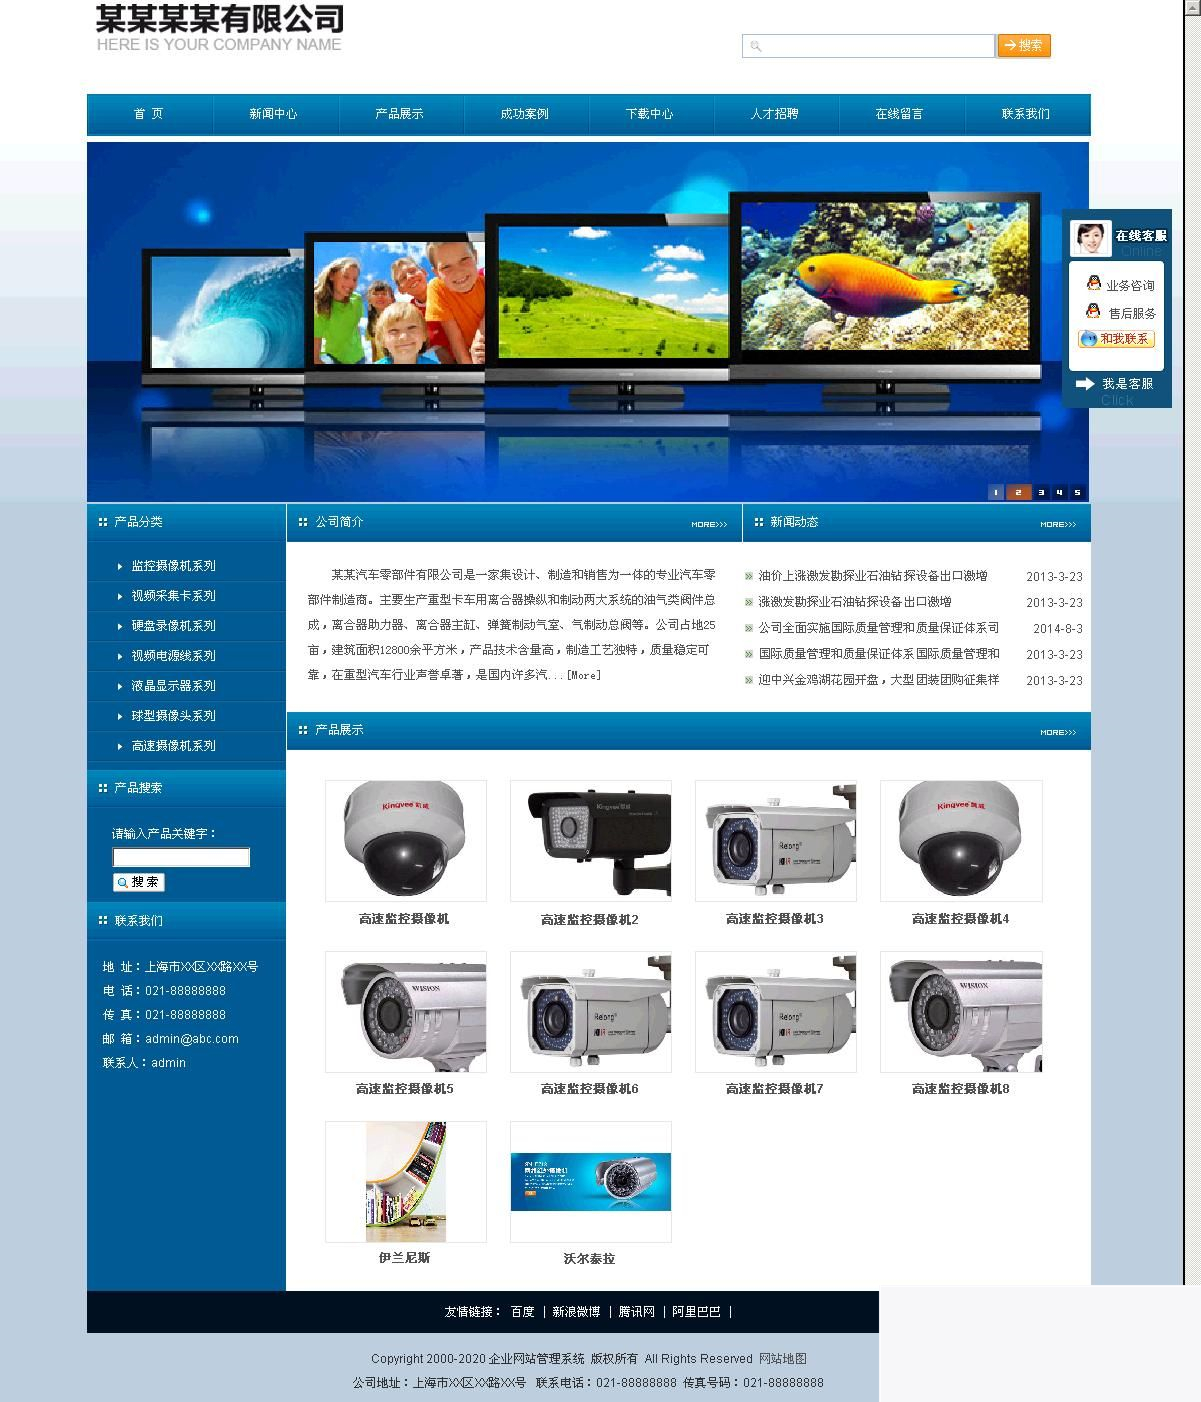 某某某某有限公司
HERE IS YOUR COMPANY NAME
搜索
首 页 新闻中心 产品展示 成功案例 下载中心 人才招聘 在线留言 联系我们
在线客服
Online
业务咨询
售后服务
和我联系
我是客服
Click
1 2 3 4 5
产品分类
监控摄像机系列
视频采集卡系列
硬盘录像机系列
视频电源线系列
液晶显示器系列
球型摄像头系列
高速摄像机系列
产品搜索
请输入产品关键字：
搜 索
联系我们
地 址：上海市XX区XX路XX号
电 话：021-88888888
传 真：021-88888888
邮 箱：admin@abc.com
联系人：admin
公司简介 MORE>>>
某某汽车零部件有限公司是一家集设计、制造和销售为一体的专业汽车零
部件制造商。主要生产重型卡车用离合器操纵和制动两大系统的油气类阀件总
成，离合器助力器、离合器主缸、弹簧制动气室、气制动总阀等。公司占地25
亩，建筑面积12800余平方米，产品技术含量高，制造工艺独特，质量稳定可
靠，在重型汽车行业声誉卓著，是国内许多汽...[More]
新闻动态 MORE>>>
油价上涨激发勘探业石油钻探设备出口激增 2013-3-23
涨激发勘探业石油钻探设备出口激增 2013-3-23
公司全面实施国际质量管理和质量保证体系司 2014-8-3
国际质量管理和质量保证体系国际质量管理和 2013-3-23
迎中兴金鸡湖花园开盘，大型团装团购征集样 2013-3-23
产品展示 MORE>>>
Kingvee 凯威
Kingvee 凯威
Relong
Kingvee 凯威
高速监控摄像机 高速监控摄像机2 高速监控摄像机3 高速监控摄像机4
WISION
Relong
Relong
WISION
高速监控摄像机5 高速监控摄像机6 高速监控摄像机7 高速监控摄像机8
伊兰尼斯 沃尔泰拉
友情链接： 百度 | 新浪微博 | 腾讯网 | 阿里巴巴 |
Copyright 2000-2020 企业网站管理系统 版权所有 All Rights Reserved 网站地图
公司地址：上海市XX区XX路XX号 联系电话：021-88888888 传真号码：021-88888888